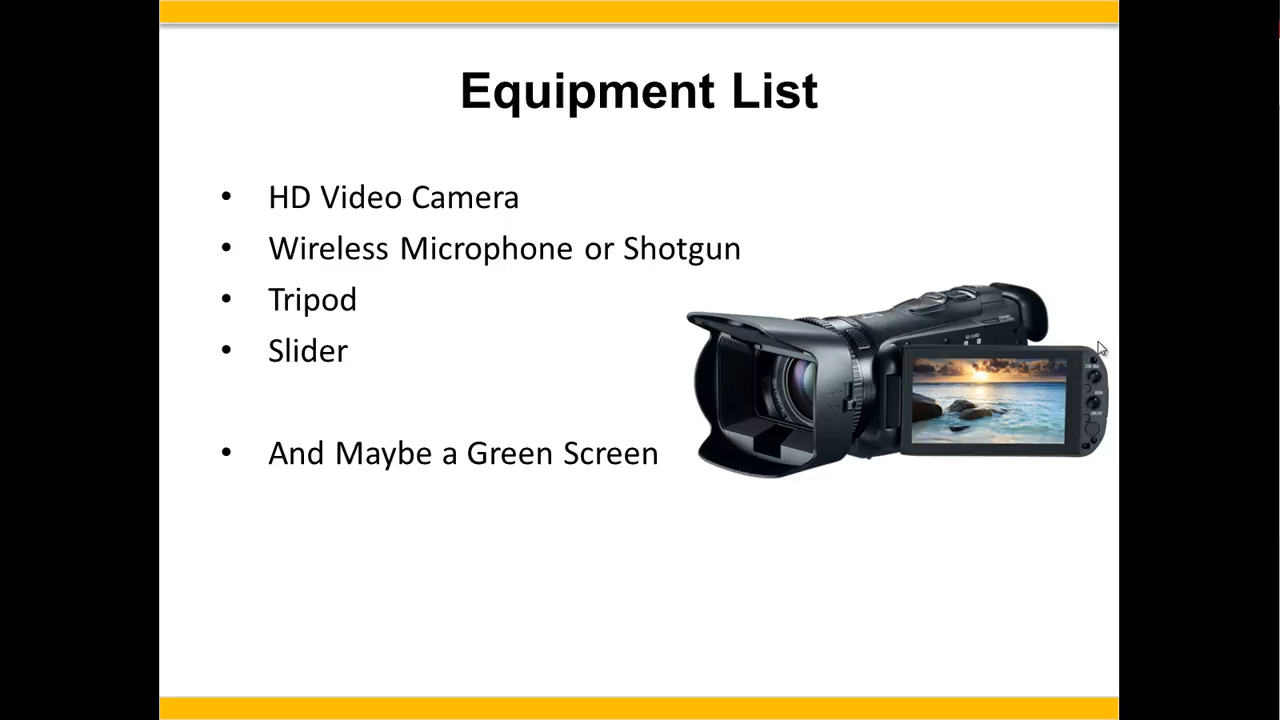 Equipment List
• HD Video Camera
• Wireless Microphone or Shotgun
• Tripod
• Slider
• And Maybe a Green Screen